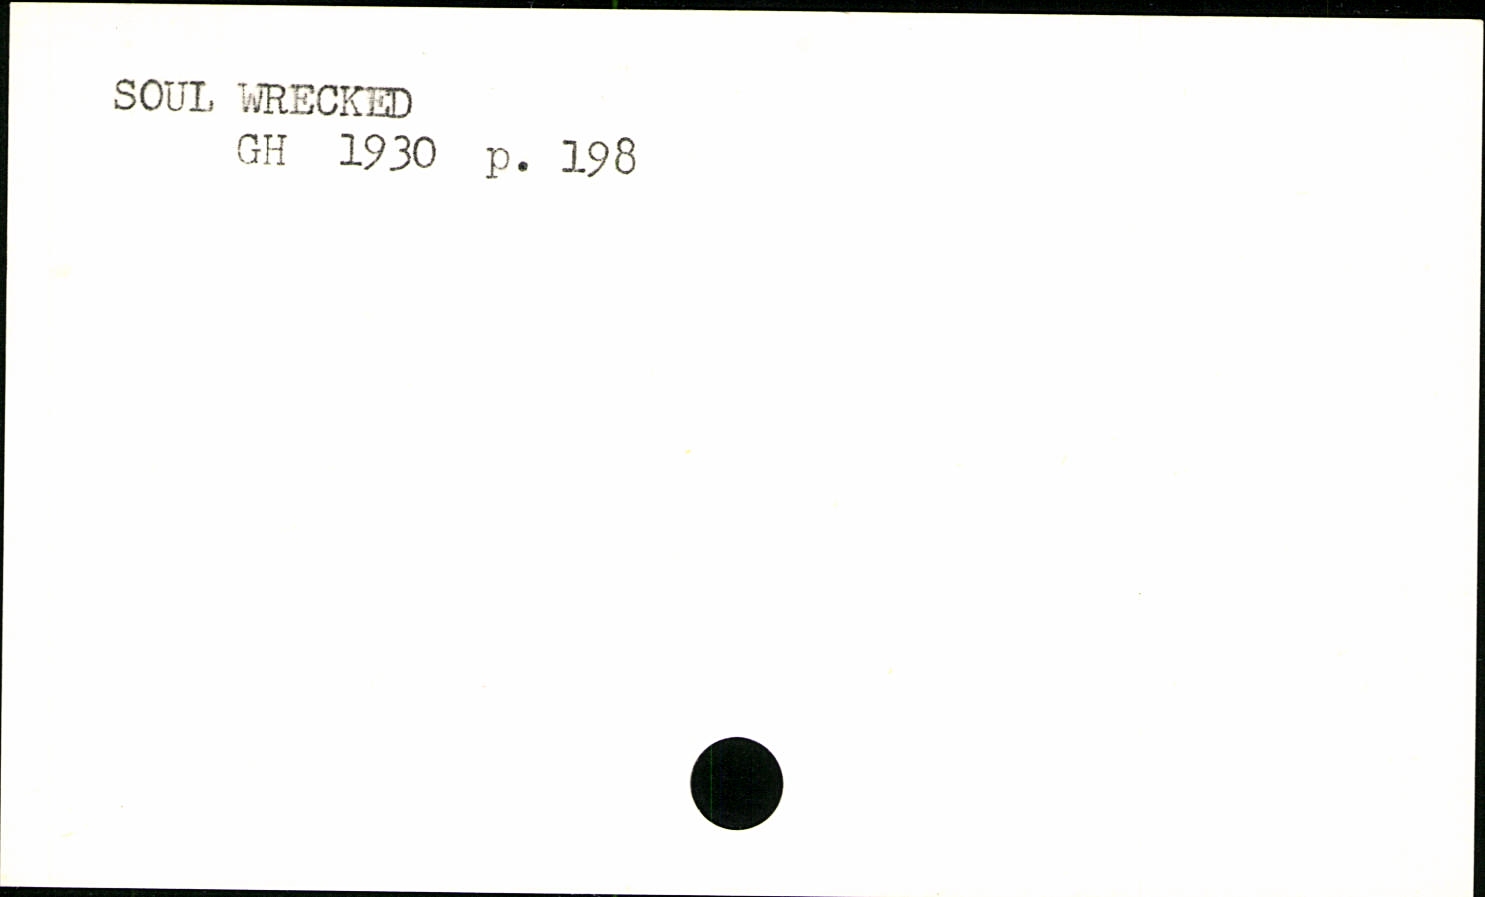 SOUL WRECKED
GH 1930 p. 198